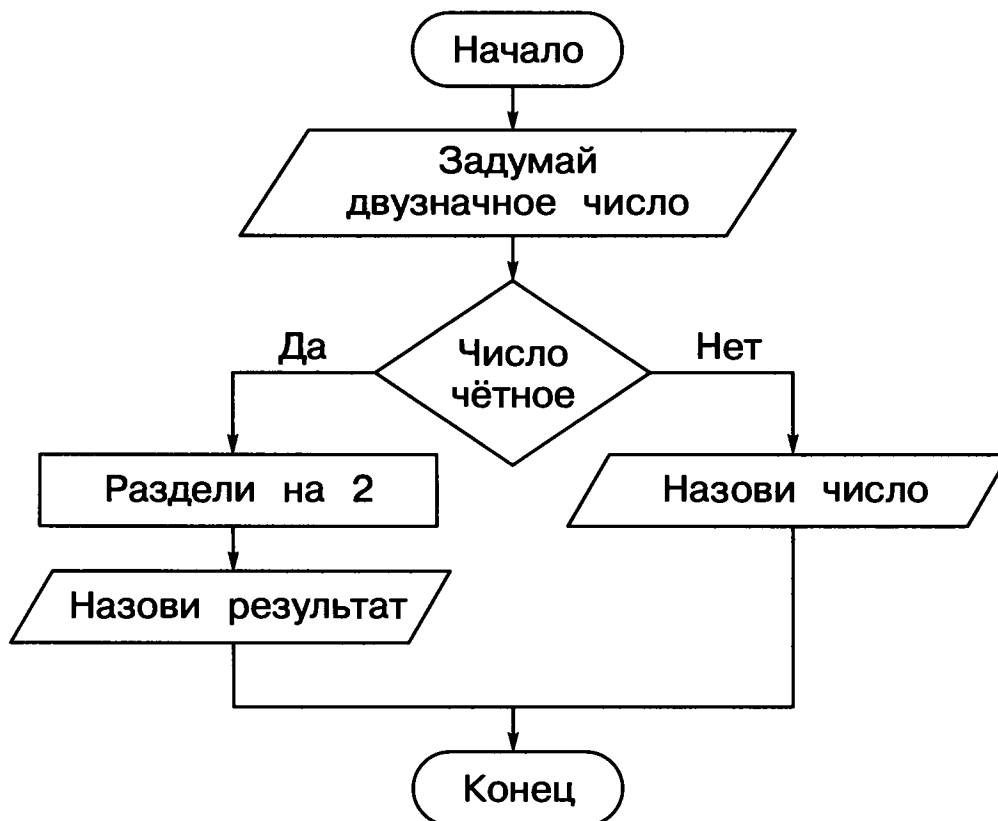 Начало
Задумай
двузначное число
Да
Число
чётное
Нет
Раздели на 2
Назови число
Назови результат
Конец